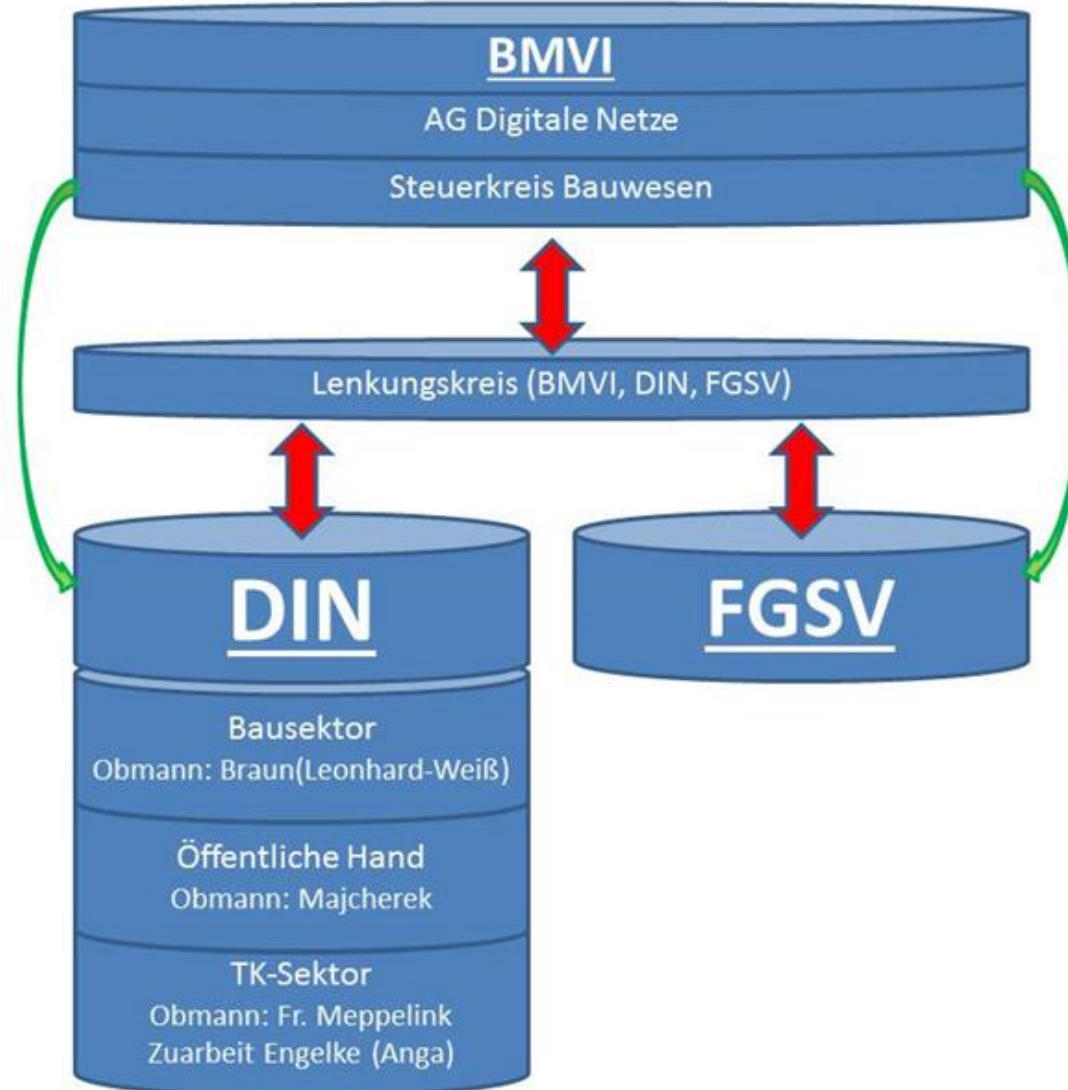 BMVI
AG Digitale Netze
Steuerkreis Bauwesen
Lenkungskreis (BMVI, DIN, FGSV)
DIN
FGSV
Bausektor
Obmann: Braun(Leonhard-Weiß)
Öffentliche Hand
Obmann: Majcherek
TK-Sektor
Obmann: Fr. Meppelink
Zuarbeit Engelke (Anga)